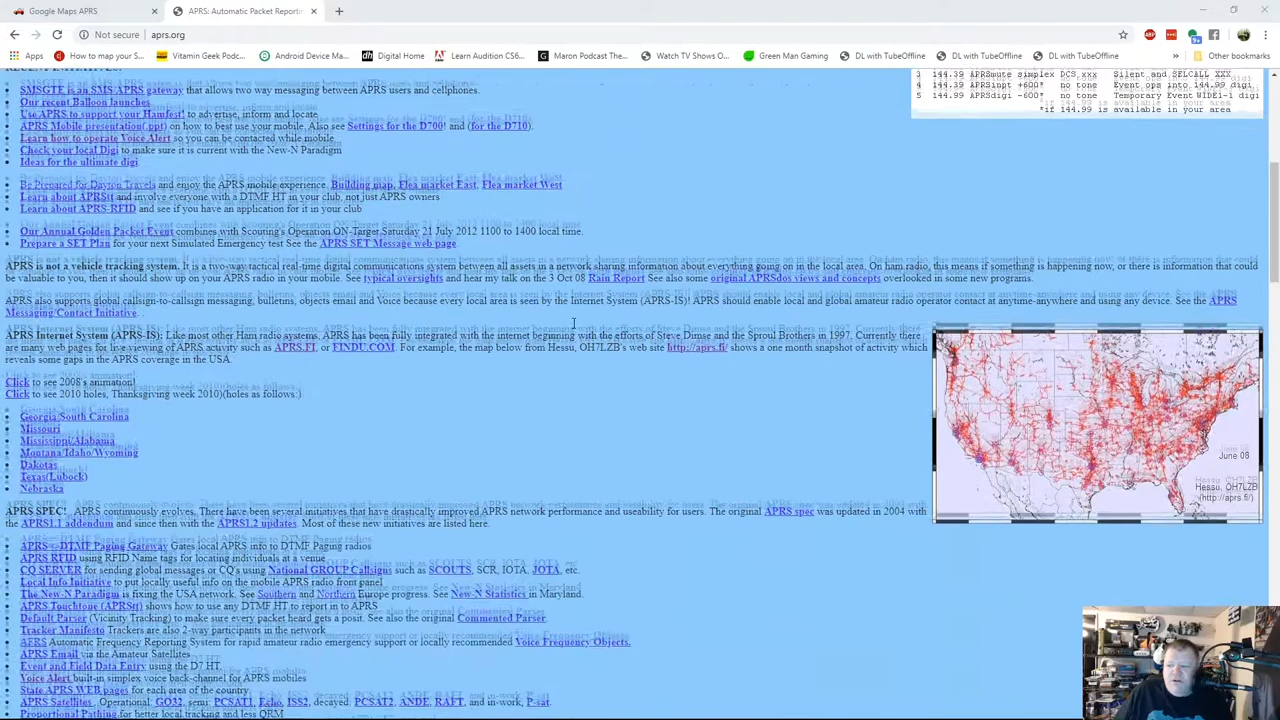 Google Maps APRS
APRS: Automatic Packet Reportin
Not secure | aprs.org
Apps
How to map your S...
Vitamin Geek Podc...
Android Device Ma...
Digital Home
Learn Audition CS6...
Maron Podcast The...
Watch TV Shows O...
Green Man Gaming
DL with TubeOffline
DL with TubeOffline
DL with TubeOffline
Other bookmarks
3 144.39 APRSmute simplex DCS xxx Silent and SELCALL XXX
4 144.39 APRSinpt +600* no tone Event ops into 144.99 digi
5 144.99 APRSdigi -600* no tone Temporary Event WIDE1-1 digi
*if 144.99 is available in your area
SMSGTE is an SMS APRS gateway that allows two way messaging between APRS users and cellphones.
Our recent Balloon launches
Use APRS to support your Hamfest! to advertise, inform and locate
APRS Mobile presentation(.ppt) on how to best use your mobile. Also see Settings for the D700! and (for the D710).
Learn how to operate Voice Alert so you can be contacted while mobile
Check your local Digi to make sure it is current with the New-N Paradigm
Ideas for the ultimate digi.
Be Prepared for Dayton Travels and enjoy the APRS mobile experience. Building map, Flea market East, Flea market West
Learn about APRStt and involve everyone with a DTMF HT in your club, not just APRS owners
Learn about APRS-RFID and see if you have an application for it in your club
Our Annual Golden Packet Event combines with Scouting's Operation ON-Target Saturday 21 July 2012 1100 to 1400 local time.
Prepare a SET Plan for your next Simulated Emergency test See the APRS SET Message web page.
APRS is not a vehicle tracking system. It is a two-way tactical real-time digital communications system between all assets in a network sharing information about everything going on in the local area. On ham radio, this means if something is happening now, or there is information that could
be valuable to you, then it should show up on your APRS radio in your mobile. See typical oversights and hear my talk on the 3 Oct 08 Rain Report See also some original APRSdos views and concepts overlooked in some new programs.
APRS also supports global callsign-to-callsign messaging, bulletins, objects email and Voice because every local area is seen by the Internet System (APRS-IS)! APRS should enable local and global amateur radio operator contact at anytime-anywhere and using any device. See the APRS
Messaging/Contact Initiative. .
APRS Internet System (APRS-IS): Like most other Ham radio systems, APRS has been fully integrated with the internet beginning with the efforts of Steve Dimse and the Sproul Brothers in 1997. Currently there
are many web pages for live viewing of APRS activity such as APRS.FI, or FINDU.COM. For example, the map below from Hessu, OH7LZB's web site http://aprs.fi/ shows a one month snapshot of activity which
reveals some gaps in the APRS coverage in the USA.
Click to see 2008's animation!
Click to see 2010 holes, Thanksgiving week 2010)(holes as follows:)
Georgia/South Carolina
Missouri
Mississippi/Alabama
Montana/Idaho/Wyoming
Dakotas
Texas(Lubock)
Nebraska
June 08
Hessu, OH7LZB
(http://aprs.fi/)
APRS SPEC! APRS continuously evolves. There have been several initiatives that have drastically improved APRS network performance and useability for users. The original APRS spec was updated in 2004 with
the APRS1.1 addendum and since then with the APRS1.2 updates. Most of these new initiatives are listed here.
APRS<-DTMF Paging Gateway Gates local APRS info to DTMF Paging radios
APRS RFID using RFID Name tags for locating individuals at a venue
CQ SERVER for sending global messages or CQ's using National GROUP Callsigns such as SCOUTS, SCR, IOTA, JOTA, etc.
Local Info Initiative to put locally useful info on the mobile APRS radio front panel
The New-N Paradigm is fixing the USA network. See Southern and Northern Europe progress. See New-N Statistics in Maryland.
APRS Touchtone (APRStt) shows how to use any DTMF HT to report in to APRS
Default Parser (Vicinity Tracking) to make sure every packet heard gets a posit. See also the original Commented Parser.
Tracker Manifesto Trackers are also 2-way participants in the network
AFRS Automatic Frequency Reporting System for rapid amateur radio emergency support or locally recommended Voice Frequency Objects.
APRS Email via the Amateur Satellites
Event and Field Data Entry using the D7 HT.
Voice Alert built-in simplex voice back-channel for APRS mobiles
State APRS WEB pages for each area of the country
APRS Satellites , Operational: GO32, semi: PCSAT1, Echo, ISS2, decayed: PCSAT2, ANDE, RAFT, and in-work, P-sat.
Proportional Pathing for better local tracking and less QRM